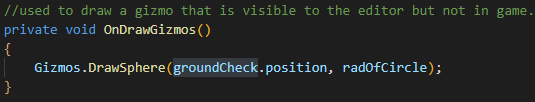 //used to draw a gizmo that is visible to the editor but not in game.
private void OnDrawGizmos()
{
    Gizmos.DrawSphere(groundCheck.position, radOfCircle);
}